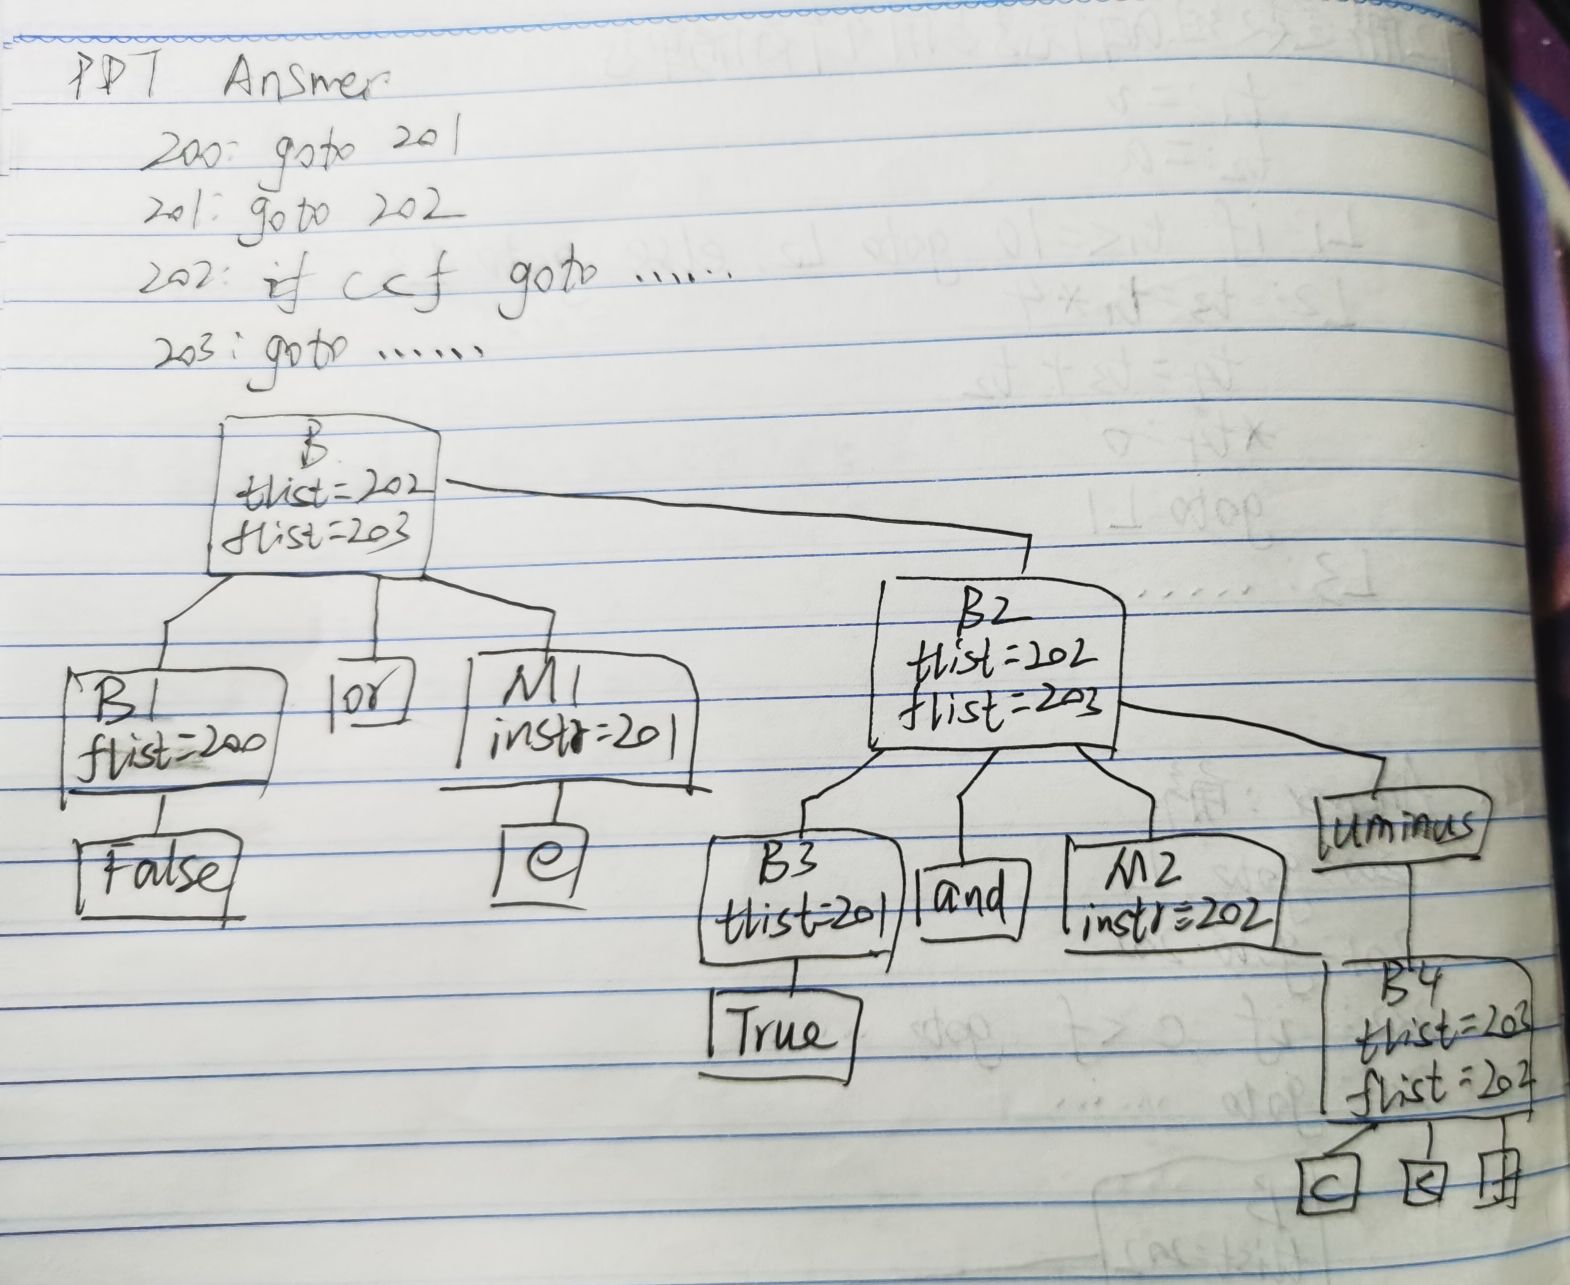 PPT Answer
200: goto 201
201: goto 202
202: if c<f goto ......
203: goto ......
B
tlist=202
flist=203
B2
tlist=202
flist=203
B1
flist=200
or
M1
instr=201
False
e
B3
tlist=201
and
M2
instr=202
uminus
True
B4
tlist=203
flist=202
c < f